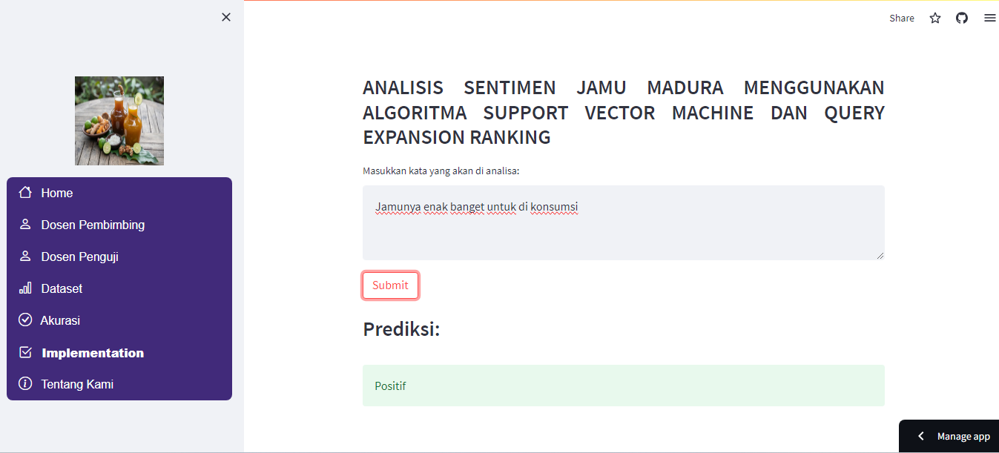 Share
Home
Dosen Pembimbing
Dosen Penguji
Dataset
Akurasi
Implementation
Tentang Kami
ANALISIS SENTIMEN JAMU MADURA MENGGUNAKAN
ALGORITMA SUPPORT VECTOR MACHINE DAN QUERY
EXPANSION RANKING
Masukkan kata yang akan di analisa:
Jamunya enak banget untuk di konsumsi
Submit
Prediksi:
Positif
Manage app